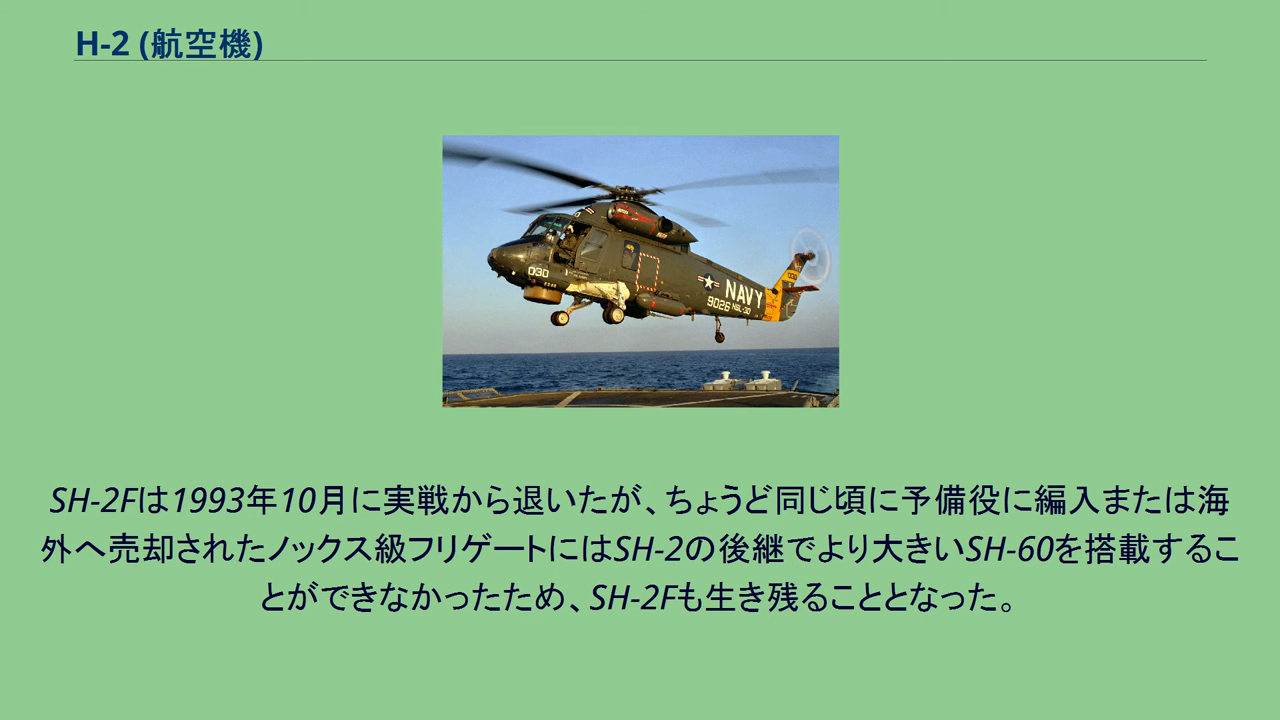 H-2 (航空機)
030
030
NAVY
9026 HSL-30
SH-2Fは1993年10月に実戦から退いたが、ちょうど同じ頃に予備役に編入または海
外へ売却されたノックス級フリゲートにはSH-2の後継でより大きいSH-60を搭載するこ
とができなかったため、SH-2Fも生き残ることとなった。